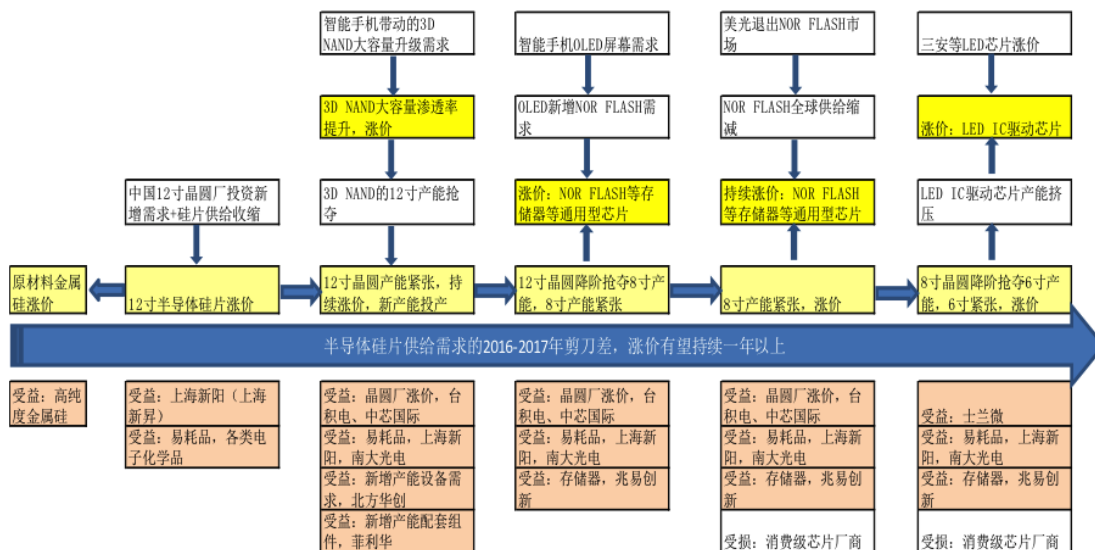 智能手机带动的3D
NAND大容量升级需求
智能手机OLED屏幕需求
美光退出NOR FLASH市
场
三安等LED芯片涨价
3D NAND大容量渗透率
提升，涨价
OLED新增NOR FLASH需
求
NOR FLASH全球供给缩
减
涨价：LED IC驱动芯片
中国12寸晶圆厂投资新
增需求+硅片供给收缩
3D NAND的12寸产能抢
夺
涨价：NOR FLASH等存
储器等通用型芯片
持续涨价：NOR FLASH
等存储器等通用型芯片
LED IC驱动芯片产能挤
压
原材料金属
硅涨价
12寸半导体硅片涨价
12寸晶圆产能紧张，持
续涨价，新产能投产
12寸晶圆降阶抢夺8寸产
能，8寸产能紧张
8寸产能紧张，涨价
8寸晶圆降阶抢夺6寸产
能，6寸紧张，涨价
半导体硅片供给需求的2016-2017年剪刀差，涨价有望持续一年以上
受益：高纯
度金属硅
受益：上海新阳（上海
新昇）
受益：易耗品，各类电
子化学品
受益：晶圆厂涨价，台
积电、中芯国际
受益：易耗品，上海新
阳，南大光电
受益：新增产能设备需
求，北方华创
受益：新增产能配套组
件，菲利华
受益：晶圆厂涨价，台
积电、中芯国际
受益：易耗品，上海新
阳，南大光电
受益：存储器，兆易创
新
受益：晶圆厂涨价，台
积电、中芯国际
受益：易耗品，上海新
阳，南大光电
受益：存储器，兆易创
新
受损：消费级芯片厂商
受益：士兰微
受益：易耗品，上海新
阳，南大光电
受益：存储器，兆易创
新
受损：消费级芯片厂商